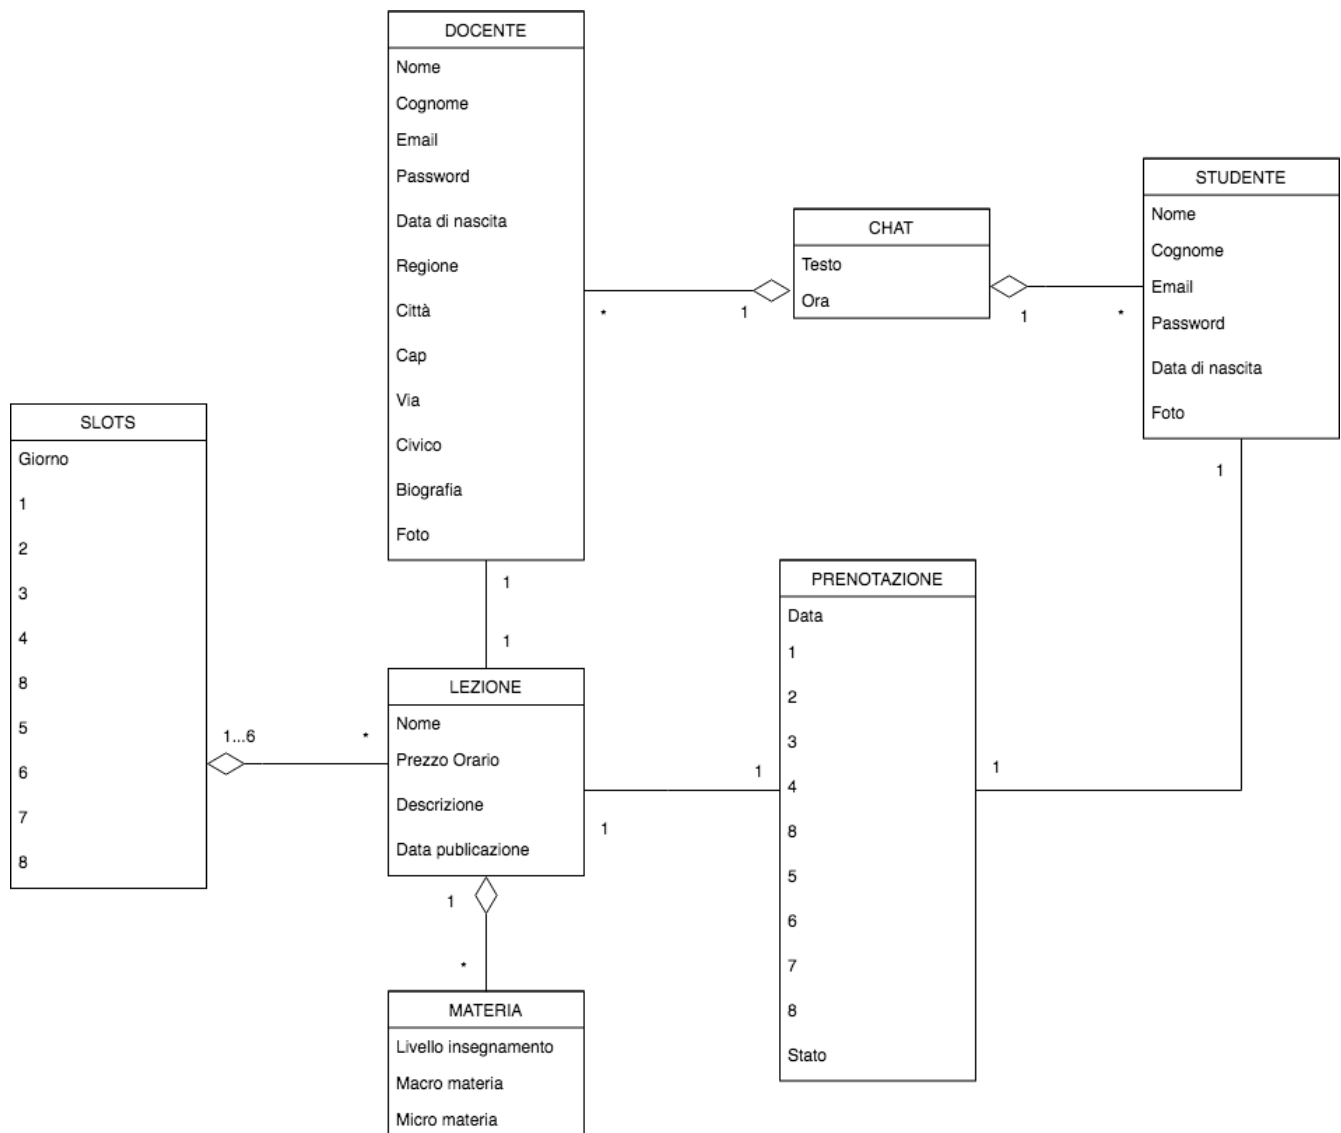 DOCENTE
Nome
Cognome
Email
Password
Data di nascita
Regione
Città
Cap
Via
Civico
Biografia
Foto
CHAT
Testo
Ora
STUDENTE
Nome
Cognome
Email
Password
Data di nascita
Foto
* 1
1 *
SLOTS
Giorno
1
2
3
4
8
5
6
7
8
1
1
1...6 *
LEZIONE
Nome
Prezzo Orario
Descrizione
Data publicazione
1
1
1
1
PRENOTAZIONE
Data
1
2
3
4
8
5
6
7
8
Stato
1
*
MATERIA
Livello insegnamento
Macro materia
Micro materia